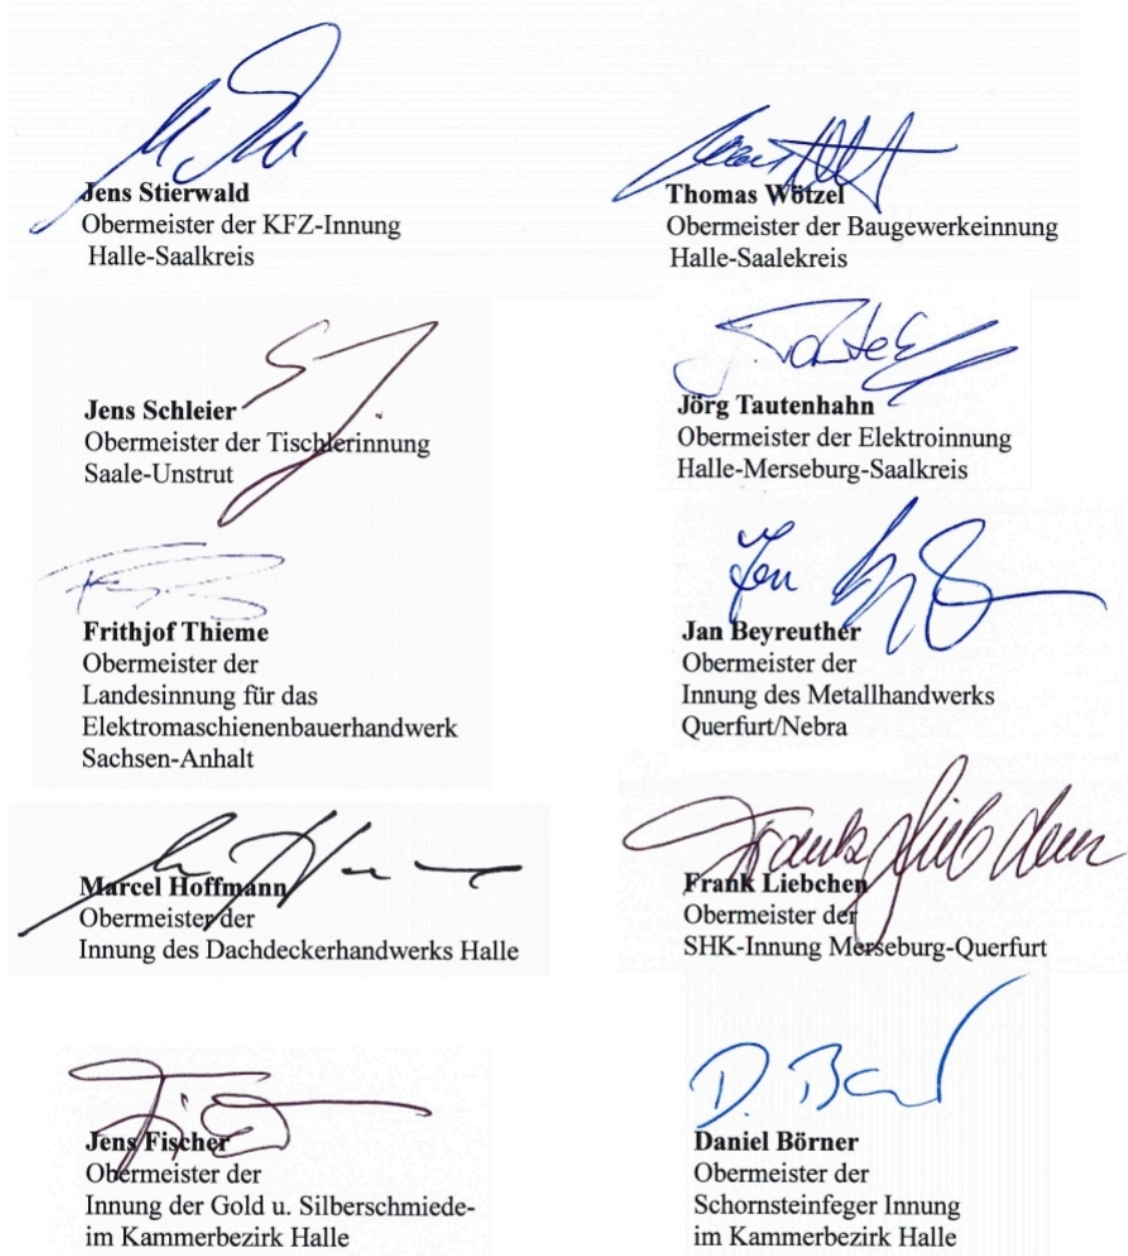 Jens Stierwald
Obermeister der KFZ-Innung
Halle-Saalkreis
Thomas Wötzel
Obermeister der Baugewerkeinnung
Halle-Saalekreis
Jens Schleier
Obermeister der Tischlerinnung
Saale-Unstrut
Jörg Tautenhahn
Obermeister der Elektroinnung
Halle-Merseburg-Saalkreis
Frithjof Thieme
Obermeister der
Landesinnung für das
Elektromaschienenbauerhandwerk
Sachsen-Anhalt
Jan Beyreuther
Obermeister der
Innung des Metallhandwerks
Querfurt/Nebra
Marcel Hoffmann
Obermeister der
Innung des Dachdeckerhandwerks Halle
Frank Liebchen
Frank Liebchen
Obermeister der
SHK-Innung Merseburg-Querfurt
Jens Fischer
Obermeister der
Innung der Gold u. Silberschmiede-
im Kammerbezirk Halle
Daniel Börner
Obermeister der
Schornsteinfeger Innung
im Kammerbezirk Halle